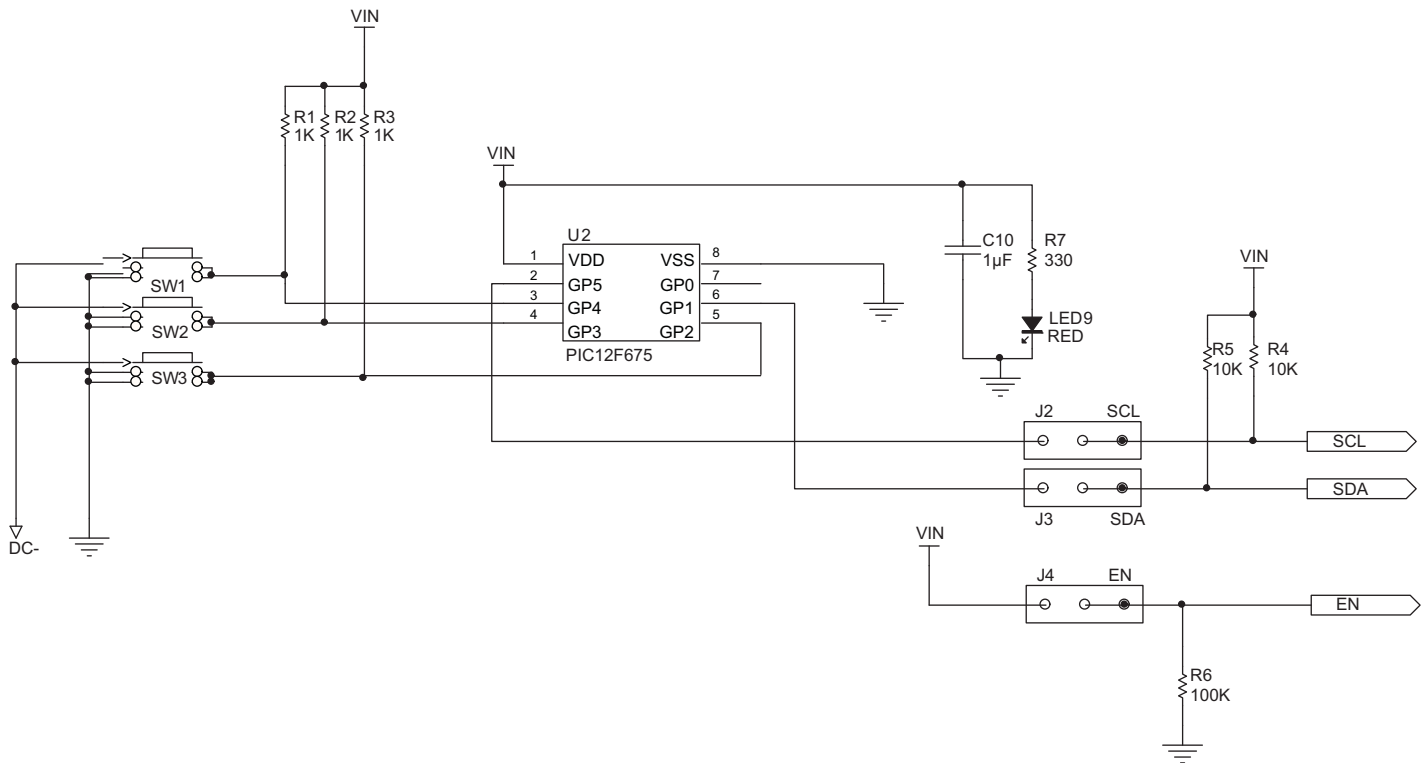 VIN
R1
1K
R2
1K
R3
1K
VIN
U2
1
VDD
VSS
8
2
GP5
GP0
7
3
GP4
GP1
6
4
GP3
GP2
5
PIC12F675
SW1
SW2
SW3
C10
1µF
R7
330
LED9
RED
VIN
R5
10K
R4
10K
J2
SCL
SCL
SDA
J3
SDA
DC-
VIN
J4
EN
EN
R6
100K